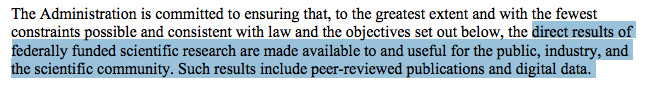 The Administration is committed to ensuring that, to the greatest extent and with the fewest
constraints possible and consistent with law and the objectives set out below, the direct results of
federally funded scientific research are made available to and useful for the public, industry, and
the scientific community. Such results include peer-reviewed publications and digital data.